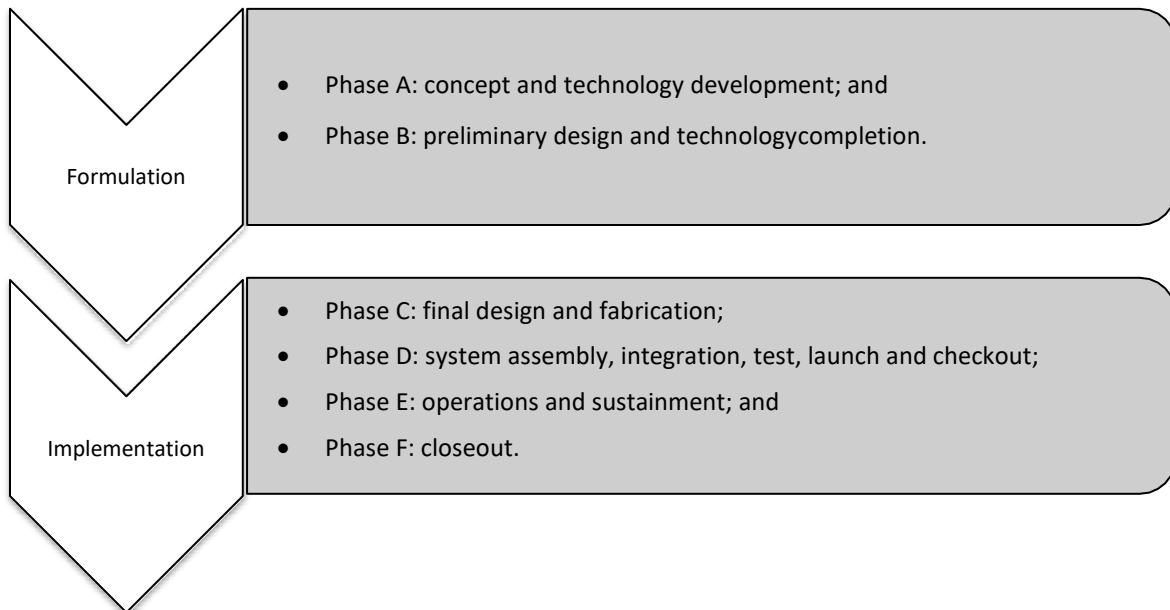 Formulation
• Phase A: concept and technology development; and
• Phase B: preliminary design and technologycompletion.
Implementation
• Phase C: final design and fabrication;
• Phase D: system assembly, integration, test, launch and checkout;
• Phase E: operations and sustainment; and
• Phase F: closeout.